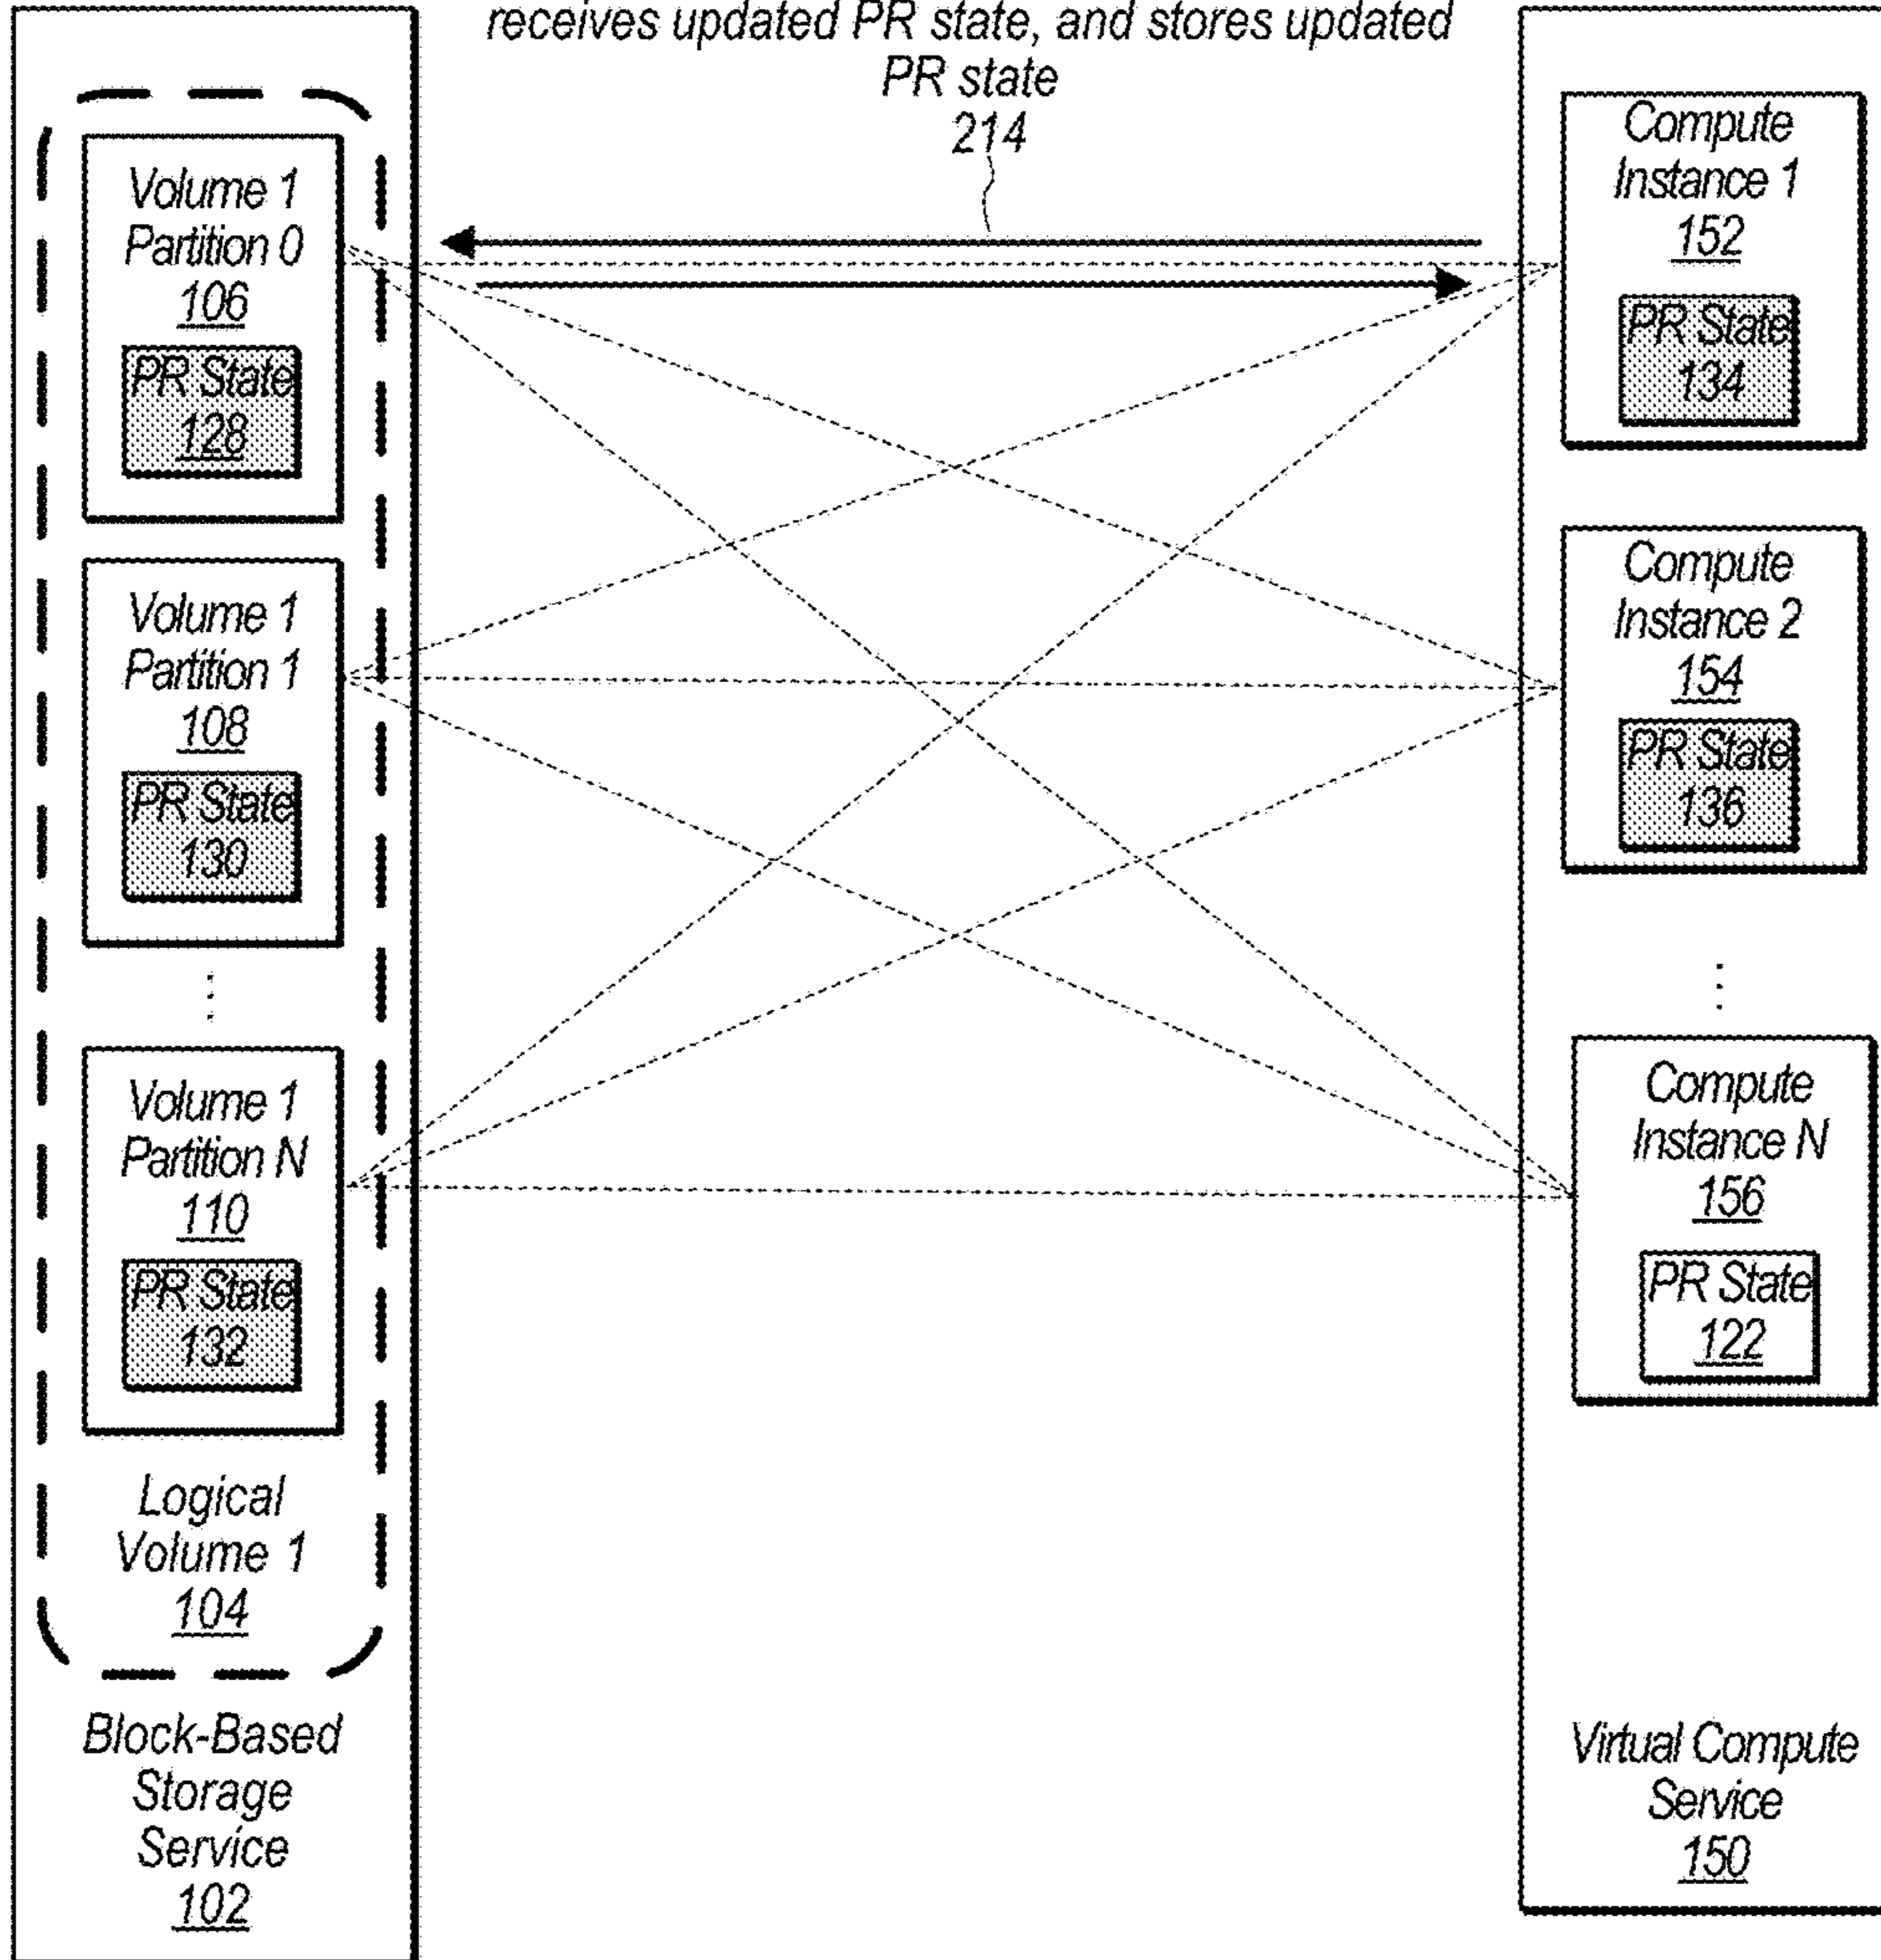 receives updated PR state, and stores updated
PR state
214
Volume 1
Partition 0
106
PR State
128
Volume 1
Partition 1
108
PR State
130
Volume 1
Partition N
110
PR State
132
Logical
Volume 1
104
Block-Based
Storage
Service
102
Compute
Instance 1
152
PR State
134
Compute
Instance 2
154
PR State
136
Compute
Instance N
156
PR State
122
Virtual Compute
Service
150